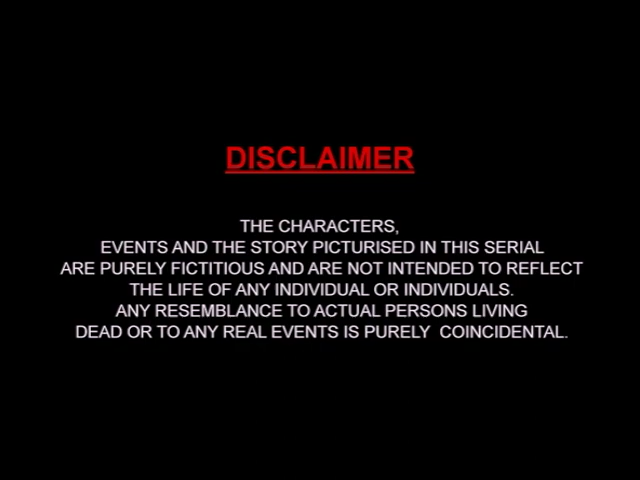 DISCLAIMER
THE CHARACTERS,
EVENTS AND THE STORY PICTURISED IN THIS SERIAL
ARE PURELY FICTITIOUS AND ARE NOT INTENDED TO REFLECT
THE LIFE OF ANY INDIVIDUAL OR INDIVIDUALS.
ANY RESEMBLANCE TO ACTUAL PERSONS LIVING
DEAD OR TO ANY REAL EVENTS IS PURELY COINCIDENTAL.